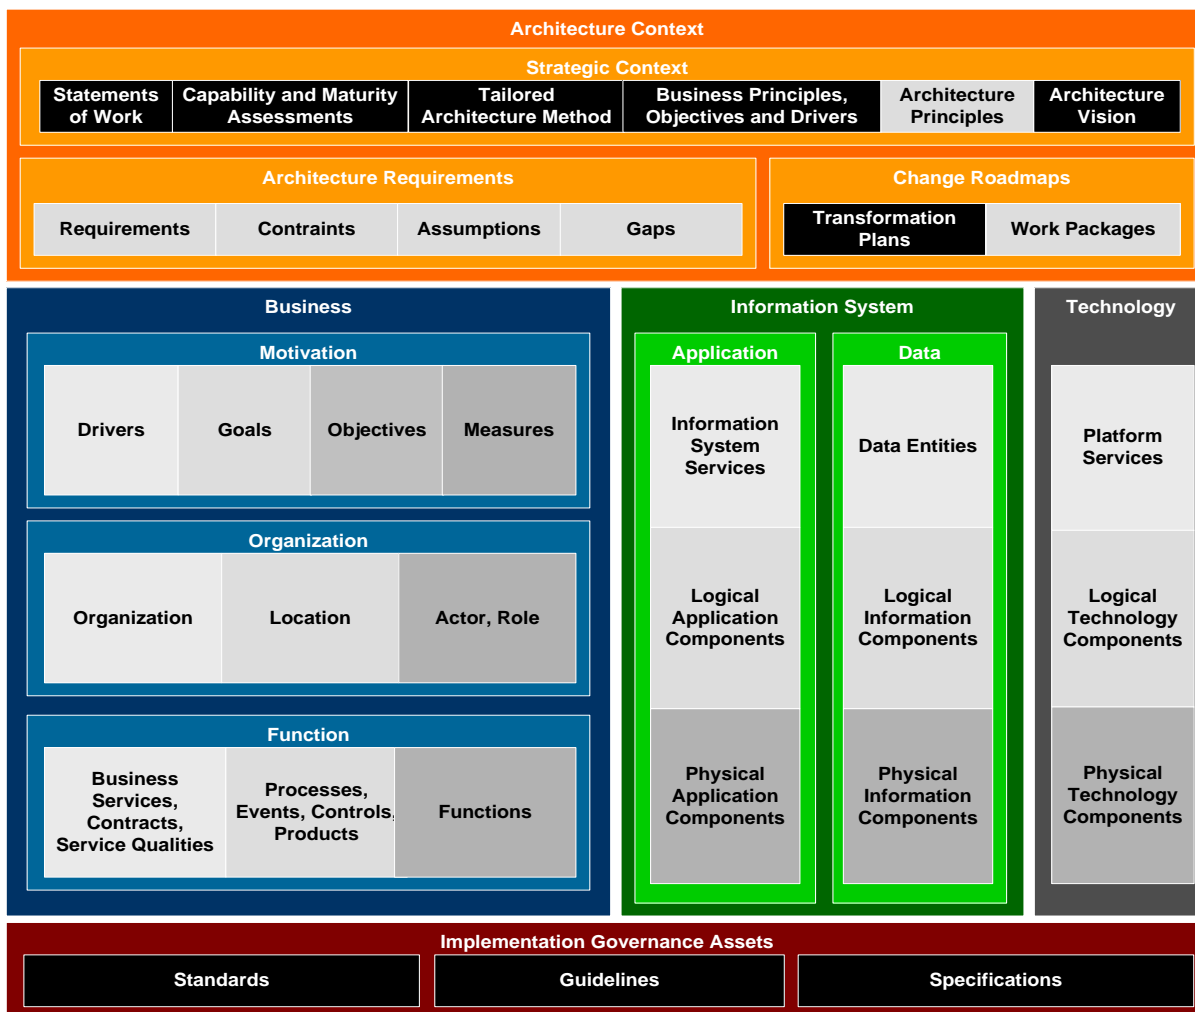 Architecture Context
Strategic Context
Statements
of Work
Capability and Maturity
Assessments
Tailored
Architecture Method
Business Principles,
Objectives and Drivers
Architecture
Principles
Architecture
Vision
Architecture Requirements
Requirements
Contraints
Assumptions
Gaps
Change Roadmaps
Transformation
Plans
Work Packages
Business
Motivation
Drivers
Goals
Objectives
Measures
Organization
Organization
Location
Actor, Role
Function
Business
Services,
Contracts,
Service Qualities
Processes,
Events, Controls,
Products
Functions
Information System
Application
Information
System
Services
Logical
Application
Components
Physical
Application
Components
Data
Data Entities
Logical
Information
Components
Physical
Information
Components
Technology
Platform
Services
Logical
Technology
Components
Physical
Technology
Components
Implementation Governance Assets
Standards
Guidelines
Specifications